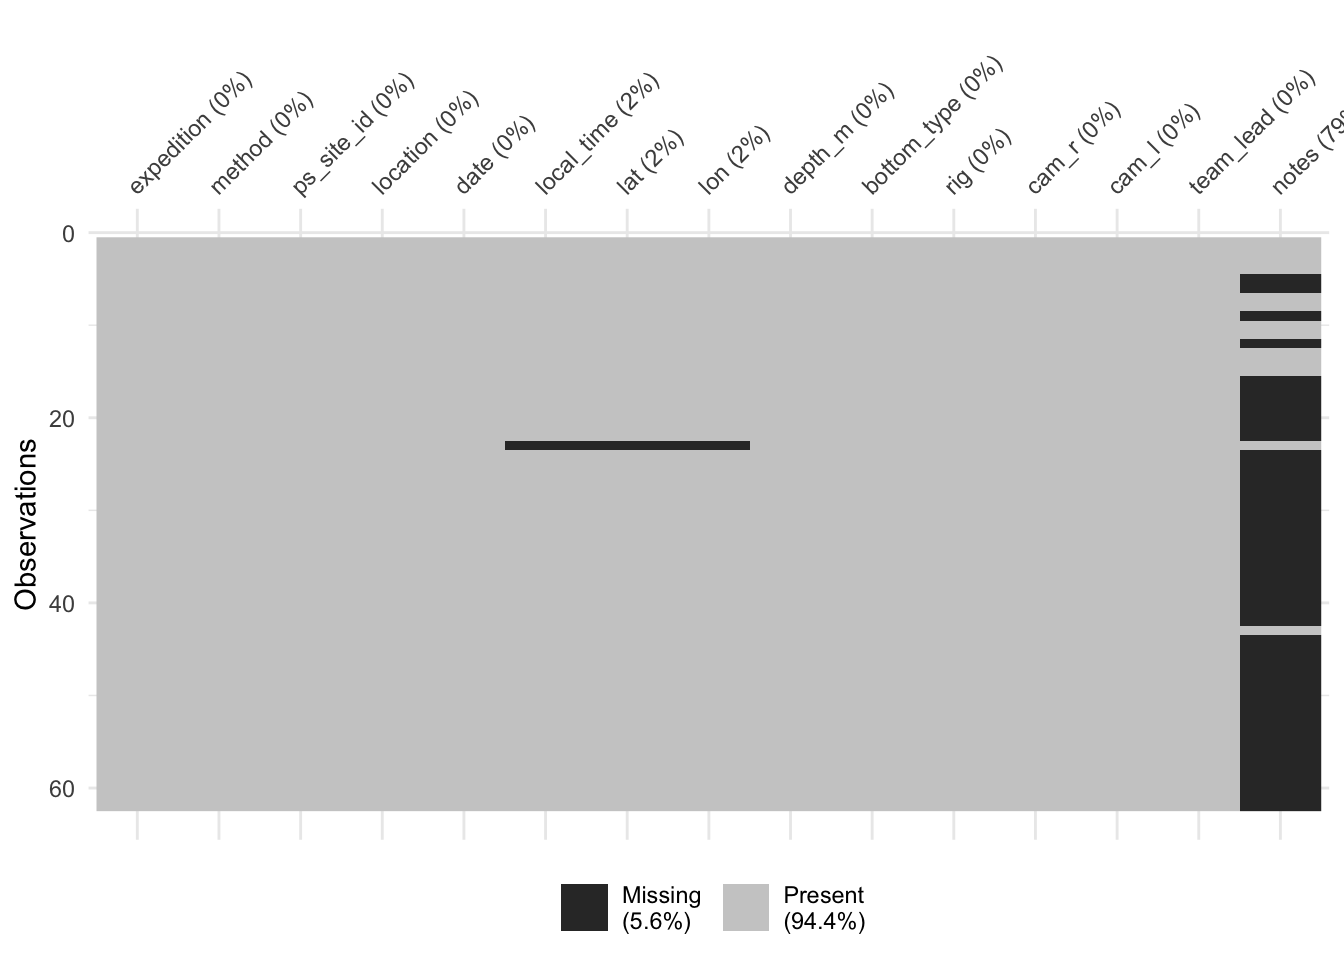 expedition (0%)
method (0%)
ps_site_id (0%)
location (0%)
date (0%)
local_time (2%)
lat (2%)
lon (2%)
depth_m (0%)
bottom_type (0%)
rig (0%)
cam_r (0%)
cam_l (0%)
team_lead (0%)
notes (79
0
20
40
60
Observations
Missing
(5.6%)
Present
(94.4%)